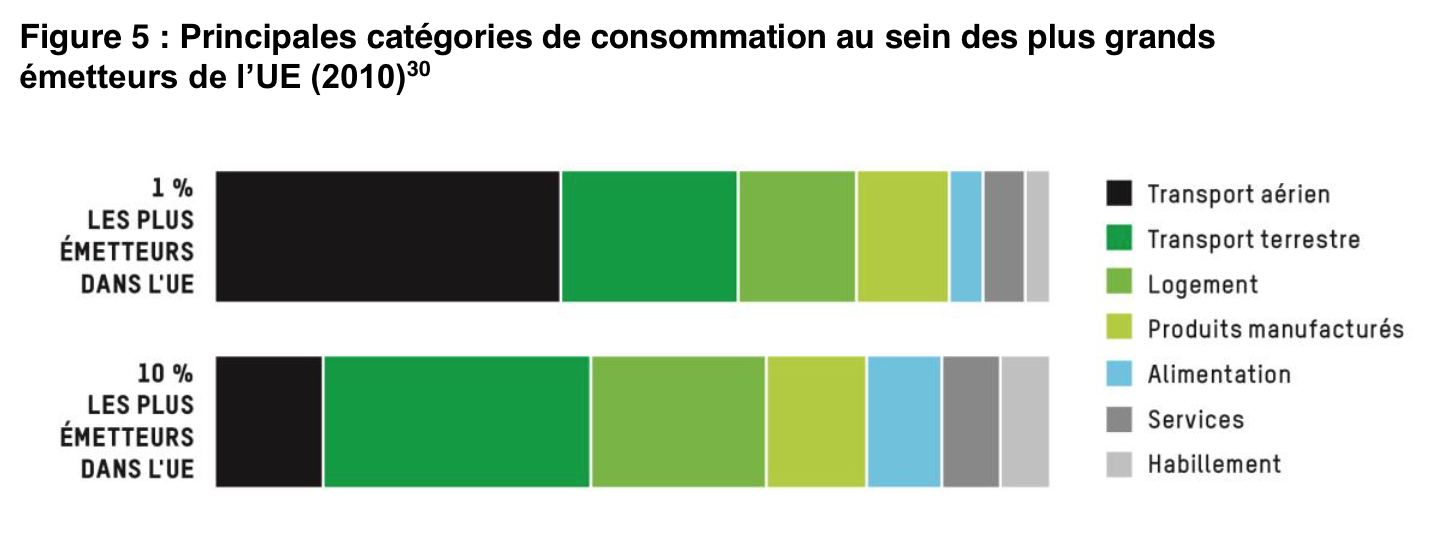 Figure 5 : Principales catégories de consommation au sein des plus grands
émetteurs de l'UE (2010)30
1 %
LES PLUS
ÉMETTEURS
DANS L'UE
10 %
LES PLUS
ÉMETTEURS
DANS L'UE
Transport aérien
Transport terrestre
Logement
Produits manufacturés
Alimentation
Services
Habillement